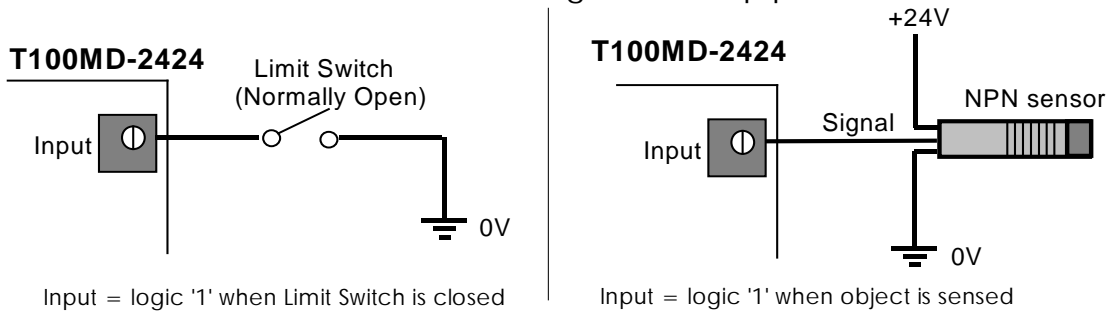 T100MD-2424
Limit Switch
(Normally Open)
Input
0V
Input = logic '1' when Limit Switch is closed
+24V
T100MD-2424
NPN sensor
Signal
Input
0V
Input = logic '1' when object is sensed